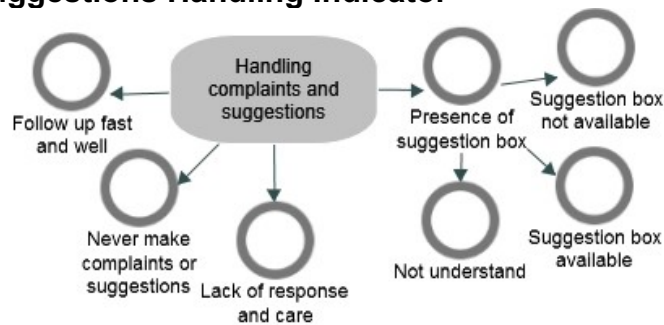 Suggestions Handling Indicator
Handling
complaints and
suggestions
Follow up fast
and well
Never make
complaints or
suggestions
Lack of response
and care
Presence of
suggestion box
Not understand
Suggestion box
not available
Suggestion box
available